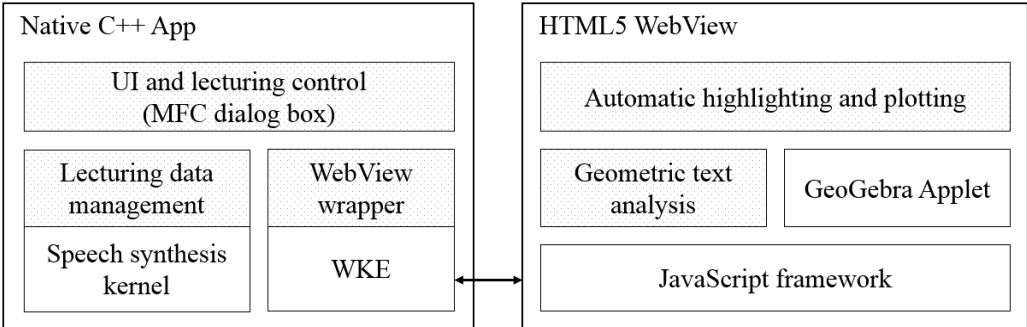 Native C++ App
UI and lecturing control
(MFC dialog box)
Lecturing data
management
WebView
wrapper
Speech synthesis
kernel
WKE
HTML5 WebView
Automatic highlighting and plotting
Geometric text
analysis
GeoGebra Applet
JavaScript framework